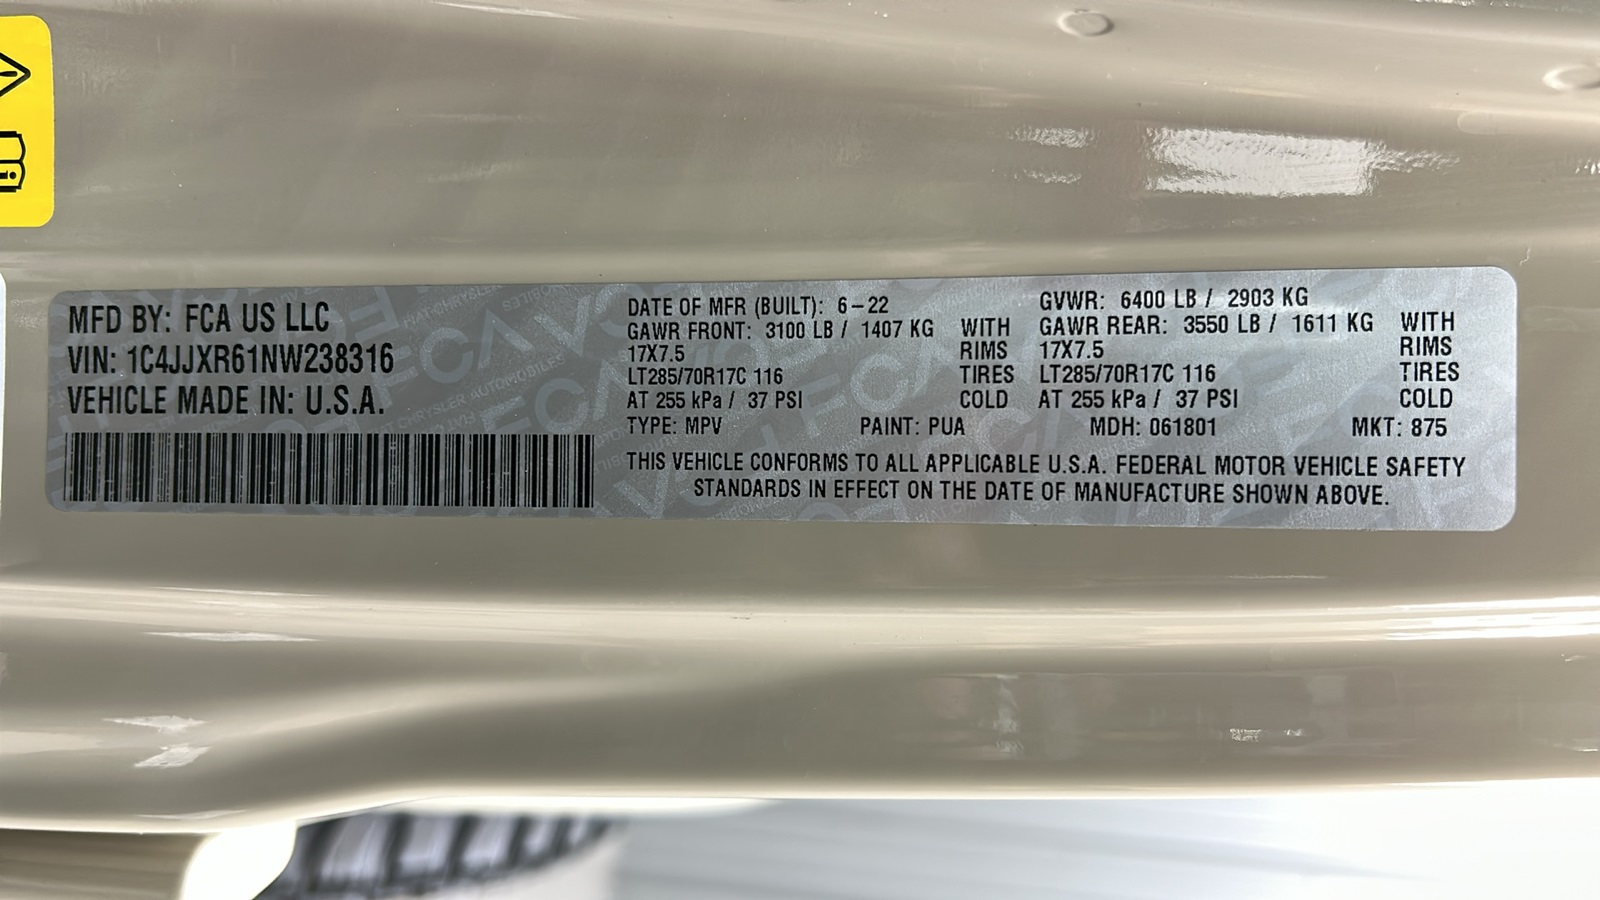 MFD BY: FCA US LLC
VIN: 1C4JJXR61NW238316
VEHICLE MADE IN: U.S.A.
DATE OF MFR (BUILT): 6-22
GAWR FRONT: 3100 LB / 1407 KG WITH
17X7.5 RIMS
LT285/70R17C 116 TIRES
AT 255 kPa / 37 PSI COLD
GVWR: 6400 LB / 2903 KG
GAWR REAR: 3550 LB / 1611 KG WITH
17X7.5 RIMS
LT285/70R17C 116 TIRES
AT 255 kPa / 37 PSI COLD
TYPE: MPV PAINT: PUA MDH: 061801 MKT: 875
THIS VEHICLE CONFORMS TO ALL APPLICABLE U.S.A. FEDERAL MOTOR VEHICLE SAFETY
STANDARDS IN EFFECT ON THE DATE OF MANUFACTURE SHOWN ABOVE.